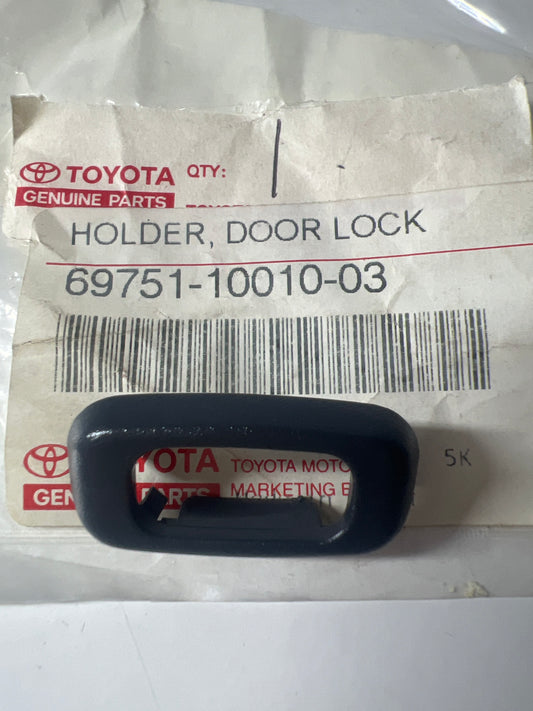 TOYOTA QTY: 1
GENUINE PARTS
HOLDER, DOOR LOCK
69751-10010-03
YOTA TOYOTA MOTO 5K
GEN PARTS MARKETING B